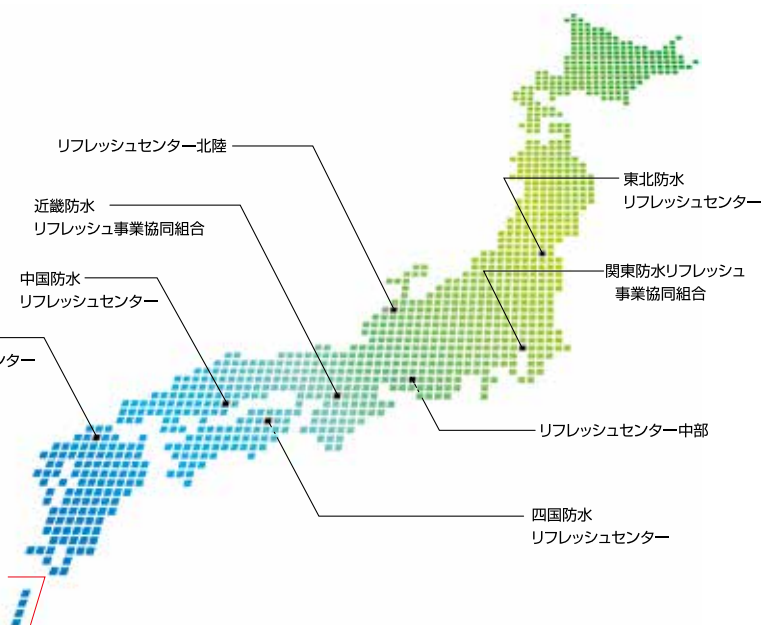 リフレッシュセンター北陸
東北防水
リフレッシュセンター
近畿防水
リフレッシュ事業協同組合
関東防水リフレッシュ
事業協同組合
中国防水
リフレッシュセンター
ンター
リフレッシュセンター中部
四国防水
リフレッシュセンター